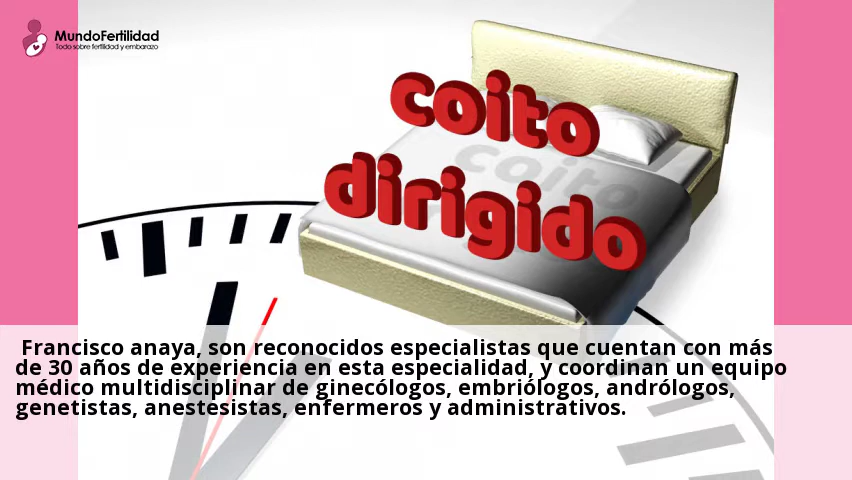 MundoFertilidad
Todo sobre fertilidad y embarazo
coito
dirigido
coito
Francisco anaya, son reconocidos especialistas que cuentan con más
de 30 años de experiencia en esta especialidad, y coordinan un equipo
médico multidisciplinar de ginecólogos, embriólogos, andrólogos,
genetistas, anestesistas, enfermeros y administrativos.